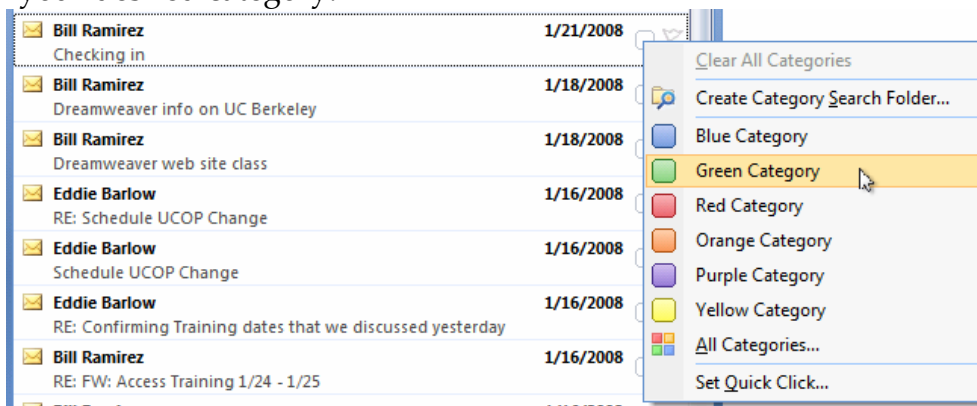 Bill Ramirez 1/21/2008
Checking in
Bill Ramirez 1/18/2008
Dreamweaver info on UC Berkeley
Bill Ramirez 1/18/2008
Dreamweaver web site class
Eddie Barlow 1/16/2008
RE: Schedule UCOP Change
Eddie Barlow 1/16/2008
Schedule UCOP Change
Eddie Barlow 1/16/2008
RE: Confirming Training dates that we discussed yesterday
Bill Ramirez 1/16/2008
RE: FW: Access Training 1/24 - 1/25
Clear All Categories
Create Category Search Folder...
Blue Category
Green Category
Red Category
Orange Category
Purple Category
Yellow Category
All Categories...
Set Quick Click...